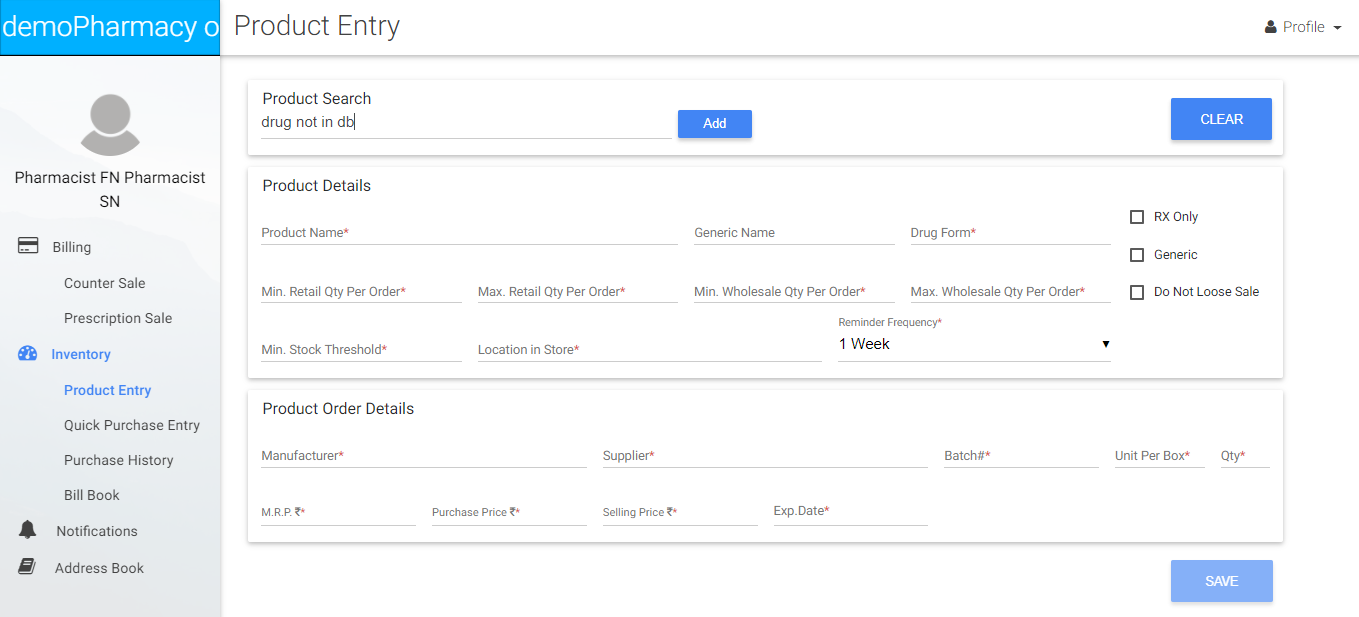 demoPharmacy o
Product Entry
Profile
Pharmacist FN Pharmacist
SN
Billing
Counter Sale
Prescription Sale
Inventory
Product Entry
Quick Purchase Entry
Purchase History
Bill Book
Notifications
Address Book
Product Search
drug not in db
Add
CLEAR
Product Details
Product Name*
Generic Name
Drug Form*
RX Only
Generic
Do Not Loose Sale
Min. Retail Qty Per Order*
Max. Retail Qty Per Order*
Min. Wholesale Qty Per Order*
Max. Wholesale Qty Per Order*
Min. Stock Threshold*
Location in Store*
Reminder Frequency*
1 Week
Product Order Details
Manufacturer*
Supplier*
Batch#*
Unit Per Box*
Qty*
M.R.P. ₹*
Purchase Price ₹*
Selling Price ₹*
Exp.Date*
SAVE